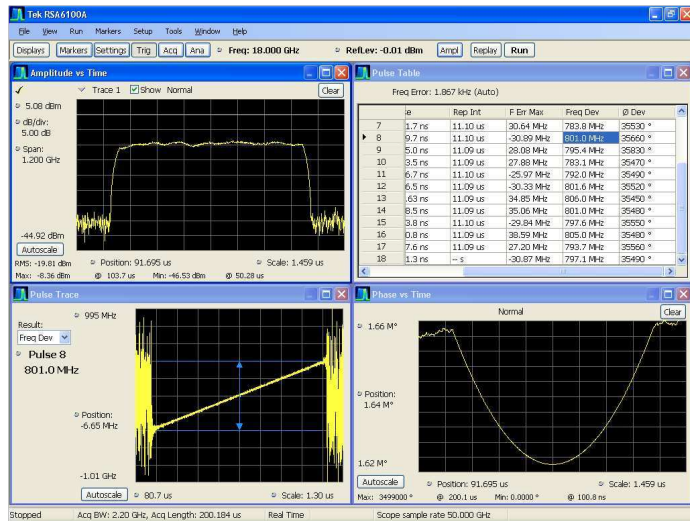 Tek RSA6100A
File View Run Markers Setup Tools Window Help
Displays Markers Settings Trig Acq Ana Freq: 18.000 GHz RefLev: -0.01 dBm Ampl Replay Run
Amplitude vs Time
Trace 1 Show Normal Clear
5.08 dBm
dB/div:
5.00 dB
Span:
1.200 GHz
-44.92 dBm
Autoscale
Position: 91.695 us Scale: 1.459 us
RMS: -19.81 dBm
Max: -8.36 dBm @ 103.7 us Min: -46.53 dBm @ 50.28 us
Pulse Table
Freq Error: 1.867 kHz (Auto)
e Rep Int F Err Max Freq Dev Ø Dev
7 1.7 ns 11.10 us 30.64 MHz 783.8 MHz 35530 °
8 9.7 ns 11.10 us -30.89 MHz 801.0 MHz 35660 °
9 5.0 ns 11.09 us 28.08 MHz 795.4 MHz 35830 °
10 3.5 ns 11.09 us 27.88 MHz 783.1 MHz 35470 °
11 6.7 ns 11.10 us -25.97 MHz 792.0 MHz 35490 °
12 6.5 ns 11.09 us -30.33 MHz 801.6 MHz 35520 °
13 .63 ns 11.09 us 34.85 MHz 806.0 MHz 35450 °
14 8.5 ns 11.09 us 35.06 MHz 801.0 MHz 35480 °
15 3.8 ns 11.10 us -29.84 MHz 797.6 MHz 35550 °
16 0.8 ns 11.09 us 38.59 MHz 805.0 MHz 35480 °
17 7.6 ns 11.09 us 27.20 MHz 793.7 MHz 35560 °
18 1.3 ns -- s -30.87 MHz 797.1 MHz 35490 °
Pulse Trace
Result:
Freq Dev
Pulse 8
801.0 MHz
995 MHz
Position:
-6.65 MHz
-1.01 GHz
Autoscale 80.7 us Scale: 1.30 us
Phase vs Time
Normal Clear
1.66 M°
Position:
1.64 M°
1.62 M°
Autoscale Position: 91.695 us Scale: 1.459 us
Max: 3499000 ° @ 200.1 us Min: 0.0000 ° @ 100.8 ns
Stopped Acq BW: 2.20 GHz, Acq Length: 200.184 us Real Time Scope sample rate 50.000 GHz